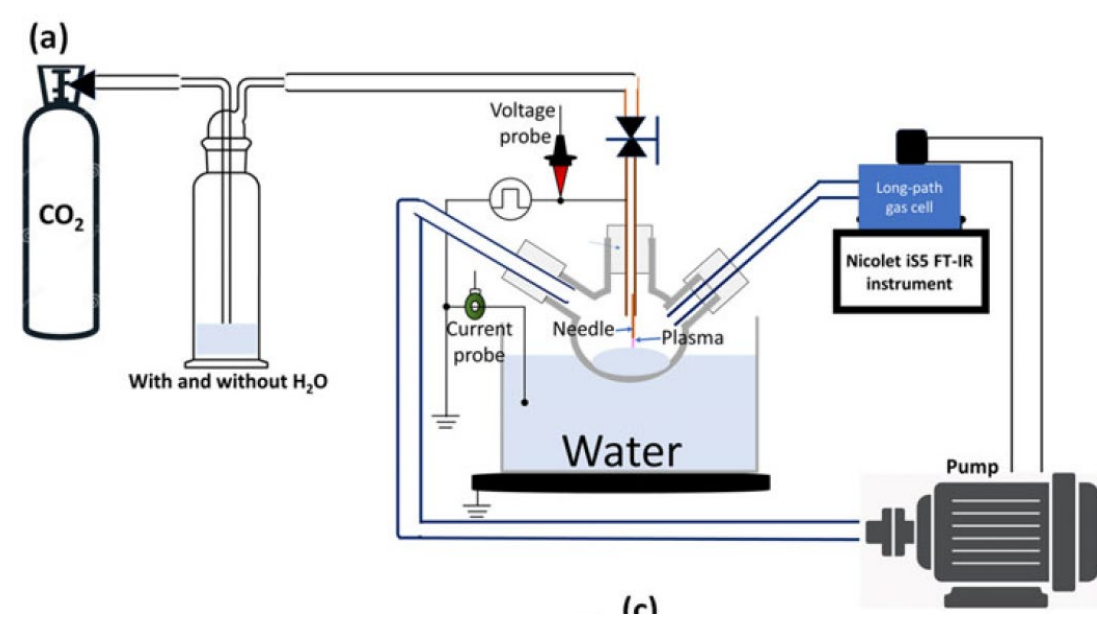 (a)
Voltage
probe
CO2
Long-path
gas cell
Nicolet iS5 FT-IR
instrument
Current
probe
Needle
Plasma
With and without H2O
Water
Pump
(c)